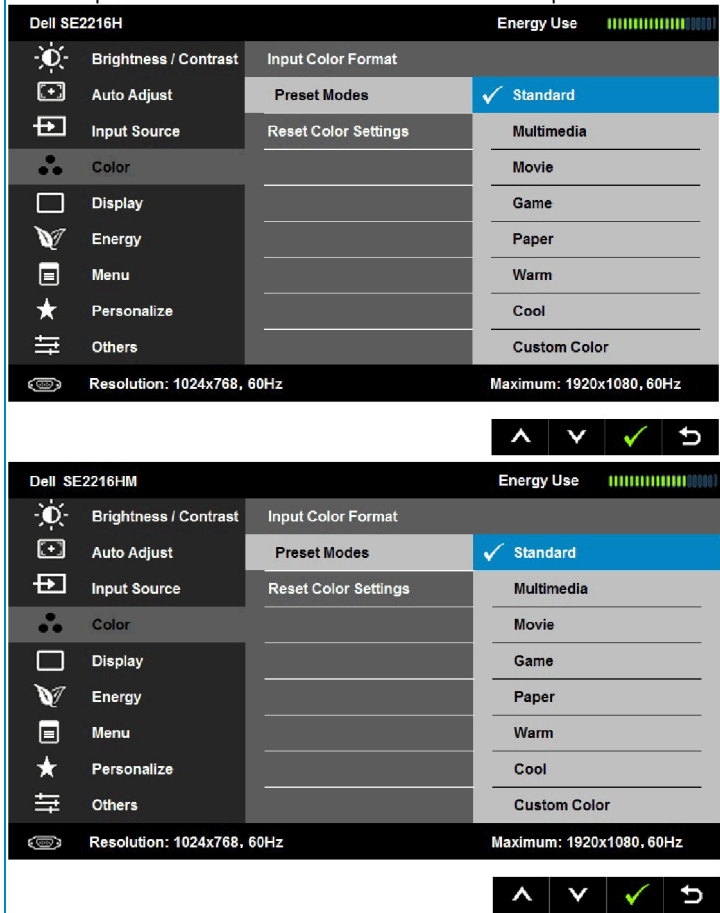 Dell SE2216H Energy Use
Brightness / Contrast Input Color Format
Auto Adjust Preset Modes Standard
Input Source Reset Color Settings Multimedia
Color Movie
Display Game
Energy Paper
Menu Warm
Personalize Cool
Others Custom Color
Resolution: 1024x768, 60Hz Maximum: 1920x1080, 60Hz
Dell SE2216HM Energy Use
Brightness / Contrast Input Color Format
Auto Adjust Preset Modes Standard
Input Source Reset Color Settings Multimedia
Color Movie
Display Game
Energy Paper
Menu Warm
Personalize Cool
Others Custom Color
Resolution: 1024x768, 60Hz Maximum: 1920x1080, 60Hz